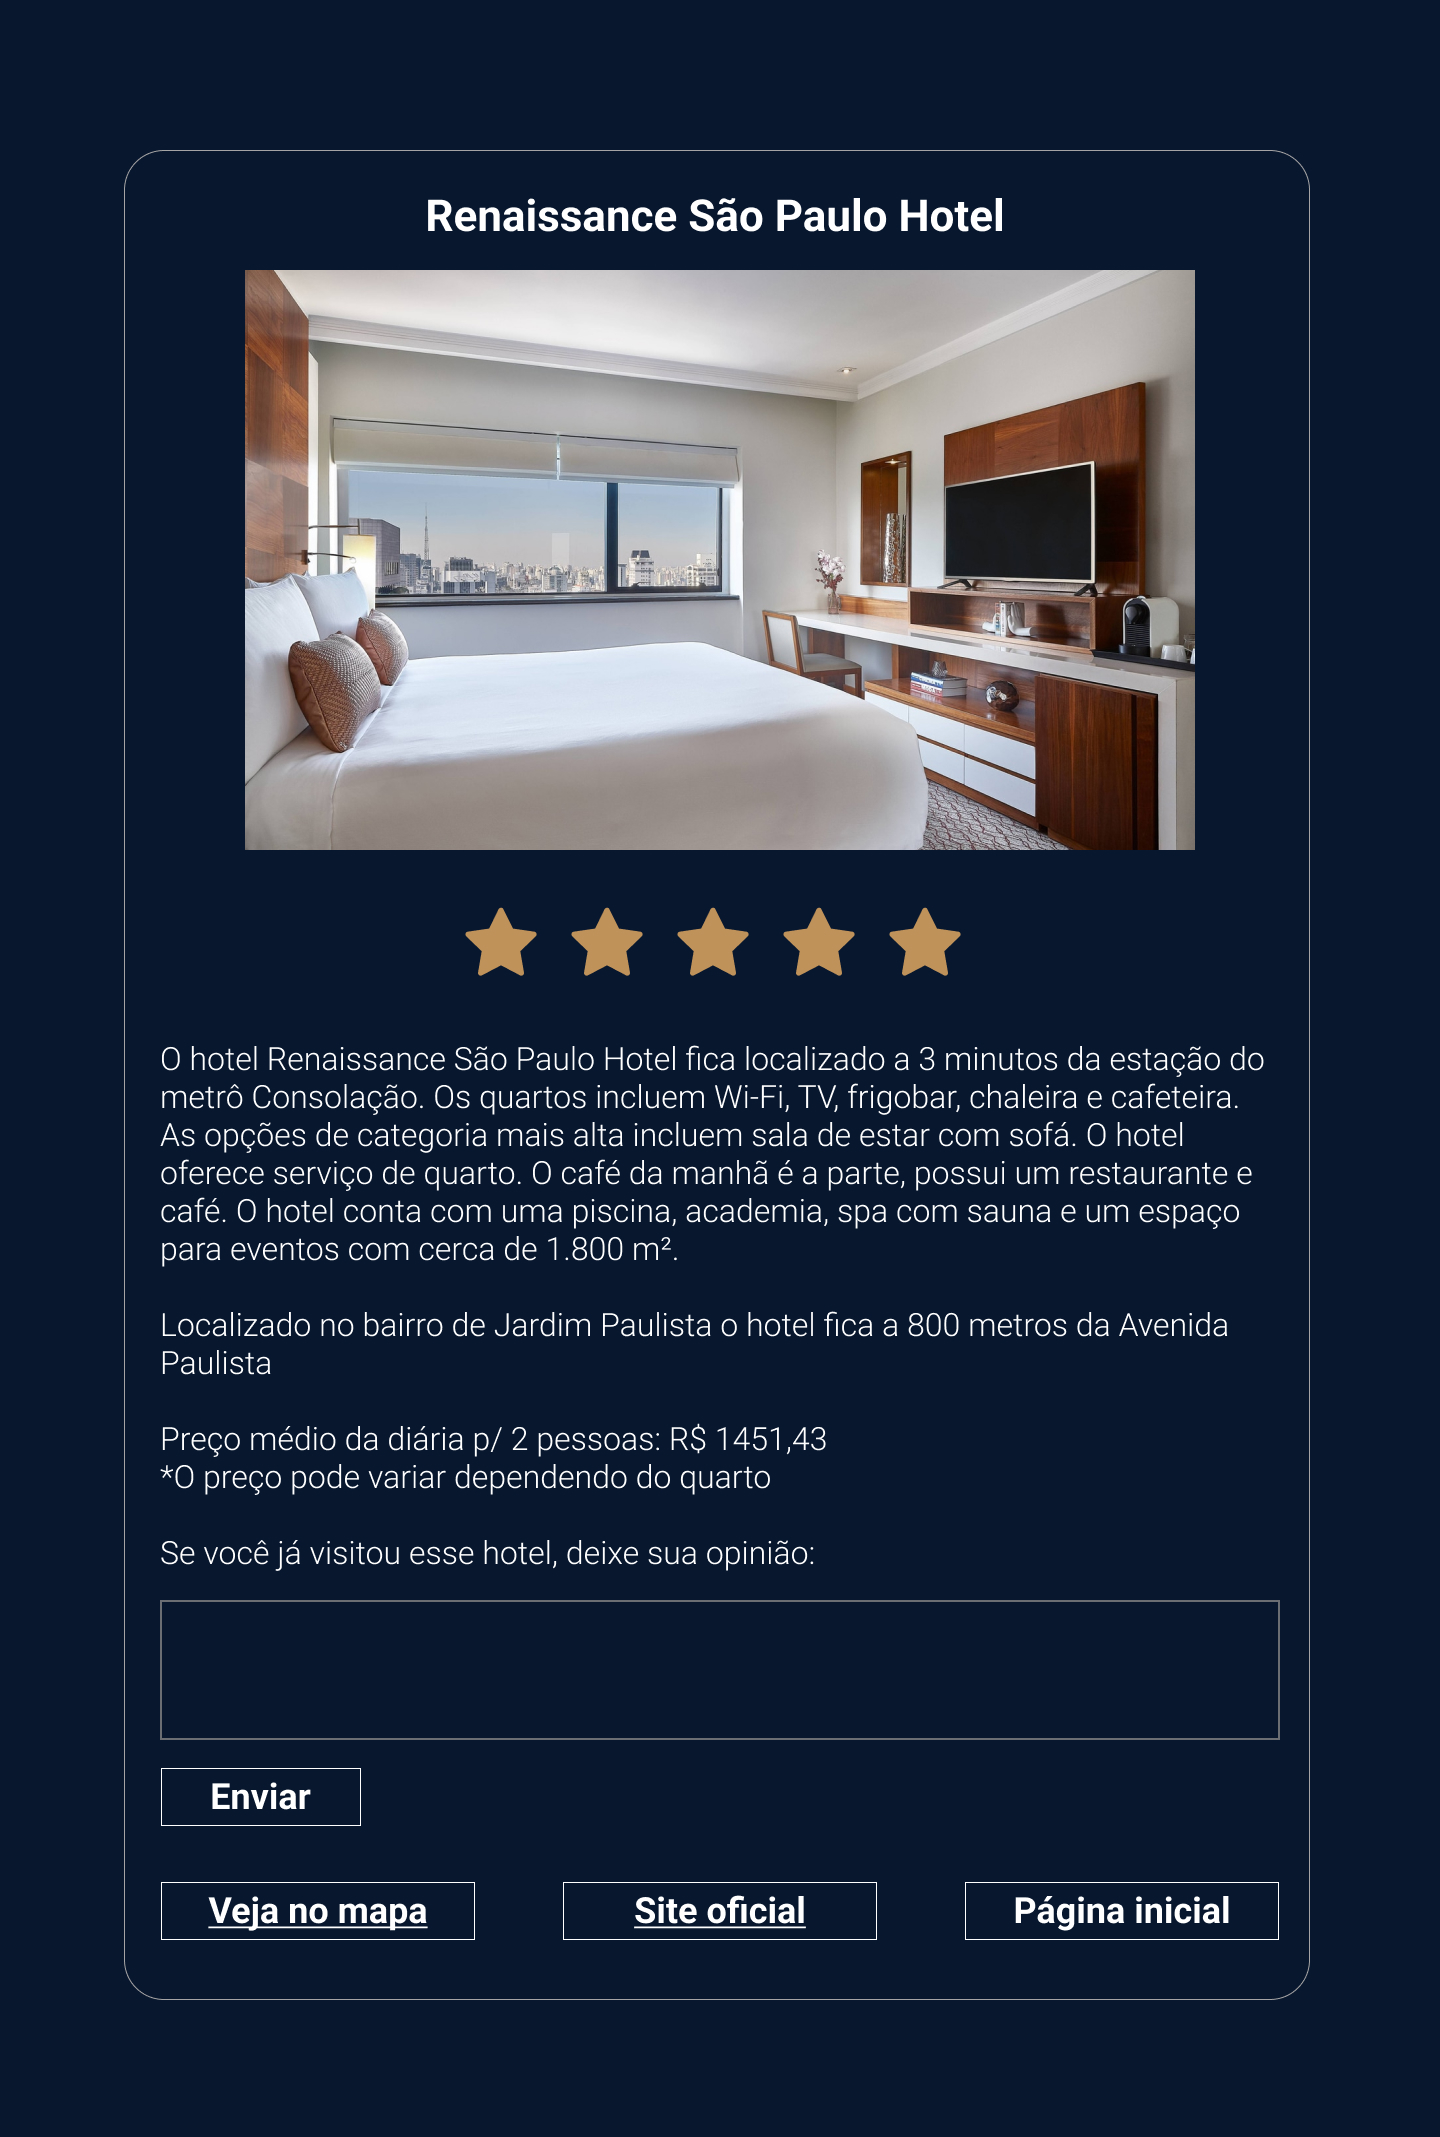 Renaissance São Paulo Hotel
O hotel Renaissance São Paulo Hotel fica localizado a 3 minutos da estação do
metrô Consolação. Os quartos incluem Wi-Fi, TV, frigobar, chaleira e cafeteira.
As opções de categoria mais alta incluem sala de estar com sofá. O hotel
oferece serviço de quarto. O café da manhã é a parte, possui um restaurante e
café. O hotel conta com uma piscina, academia, spa com sauna e um espaço
para eventos com cerca de 1.800 m².
Localizado no bairro de Jardim Paulista o hotel fica a 800 metros da Avenida
Paulista
Preço médio da diária p/ 2 pessoas: R$ 1451,43
*O preço pode variar dependendo do quarto
Se você já visitou esse hotel, deixe sua opinião:
Enviar
Veja no mapa
Site oficial
Página inicial